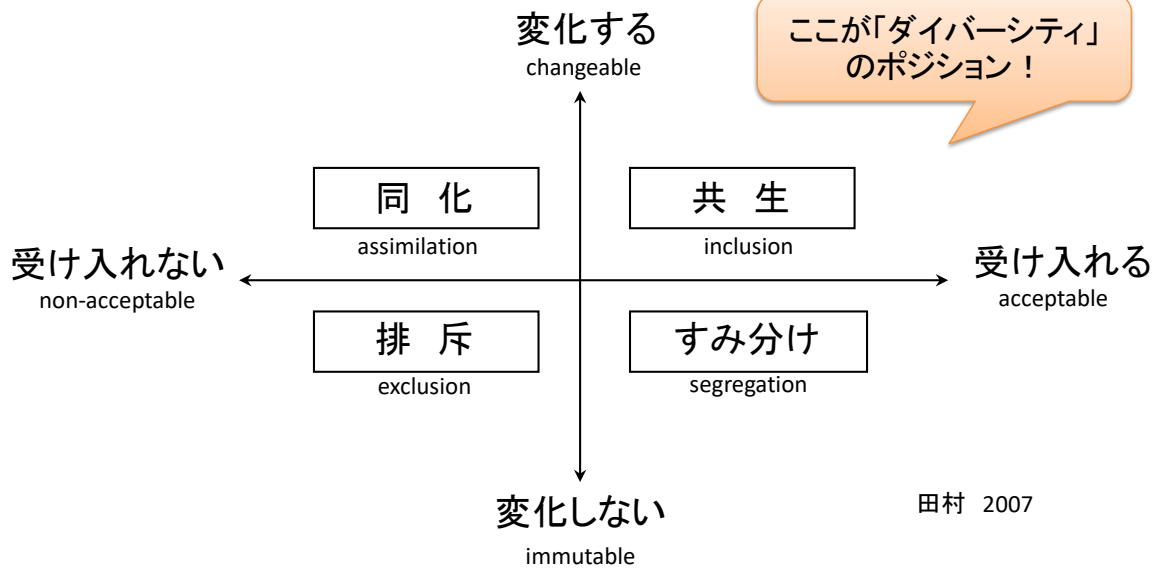 変化する
changeable
ここが「ダイバーシティ」
のポジション！
同 化
assimilation
共 生
inclusion
受け入れない
non-acceptable
受け入れる
acceptable
排 斥
exclusion
すみ分け
segregation
変化しない
immutable
田村 2007